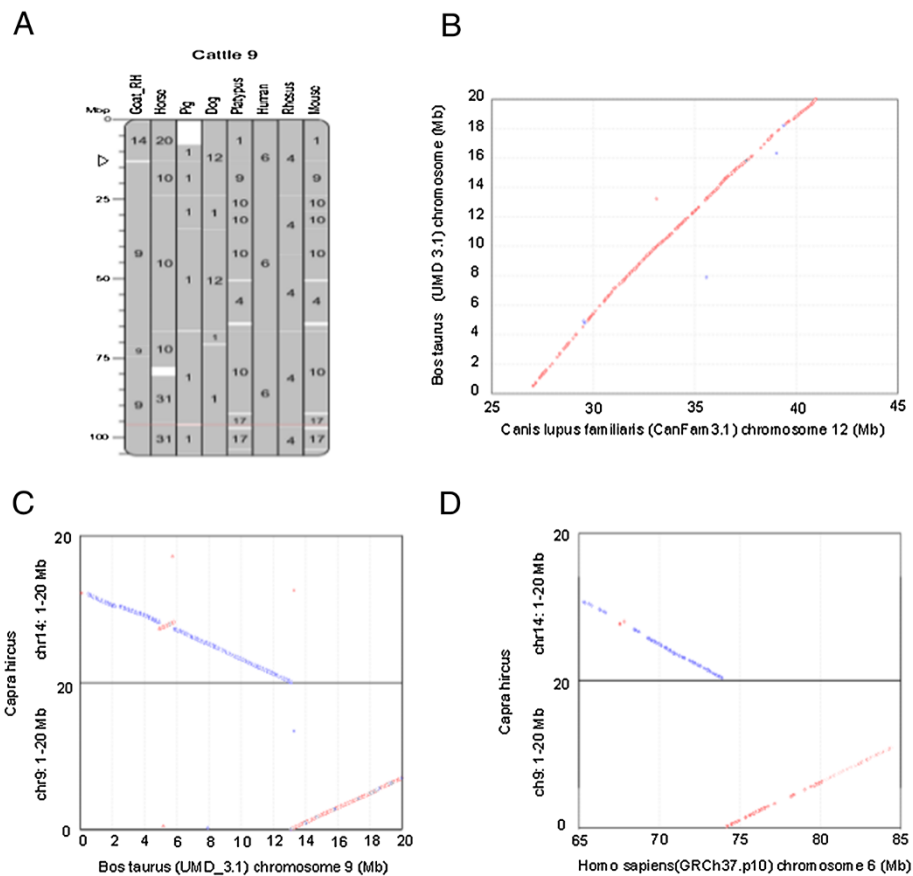 A
Cattle 9
Mbp
Goat_RH Horse Pig Dog Platypus Human Rhesus Mouse
0
14 20 1 12 1 6 4 1
10 1 9 9
25
1 1 10 4 10
10 10
9 10 1 12 10 6 5 10
50
4 4
75
9 10 1
1 1 10 6 4 10
9 31
17 17
100
31 1 17 4 17
B
Bos taurus (UMD 3.1) chromosome (Mb)
20
18
16
14
12
10
8
6
4
2
0
25 30 35 40 45
Canis lupus familiaris (CanFam3.1) chromosome 12 (Mb)
C
Capra hircus
chr14: 1-20 Mb
chr9: 1-20 Mb
20
20
0
0 2 4 6 8 10 12 14 16 18 20
Bos taurus (UMD_3.1) chromosome 9 (Mb)
D
Capra hircus
chr14: 1-20 Mb
ch9: 1-20 Mb
20
20
0
65 70 75 80 85
Homo sapiens(GRCh37.p10) chromosome 6 (Mb)